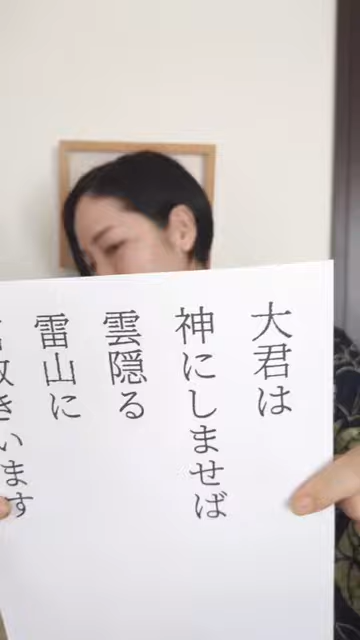 大君は
神にしませば
雲隠る
雷山に
敷きいます